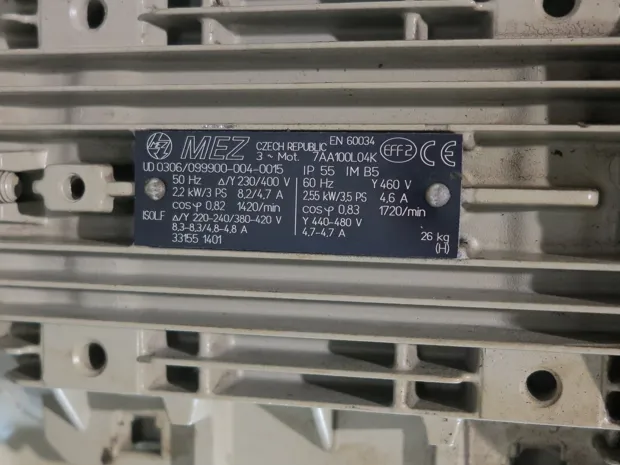 MEZ CZECH REPUBLIC EN 60034
3 ~ Mot. 7AA100L04K EFF2 CE
UD 0306/099900-004-0015 IP 55 IM B5
50 Hz Δ/Y 230/400 V 60 Hz Y 460 V
2,2 kW/3 PS 8,2/4,7 A 2,55 kW/3,5 PS 4,6 A
cosφ 0,82 1420/min cosφ 0,83 1720/min
ISOL.F Δ/Y 220-240/380-420 V Y 440-480 V
8,3-8,3/4,8-4,8 A 4,7-4,7 A 26 kg
33155 1401 (H)